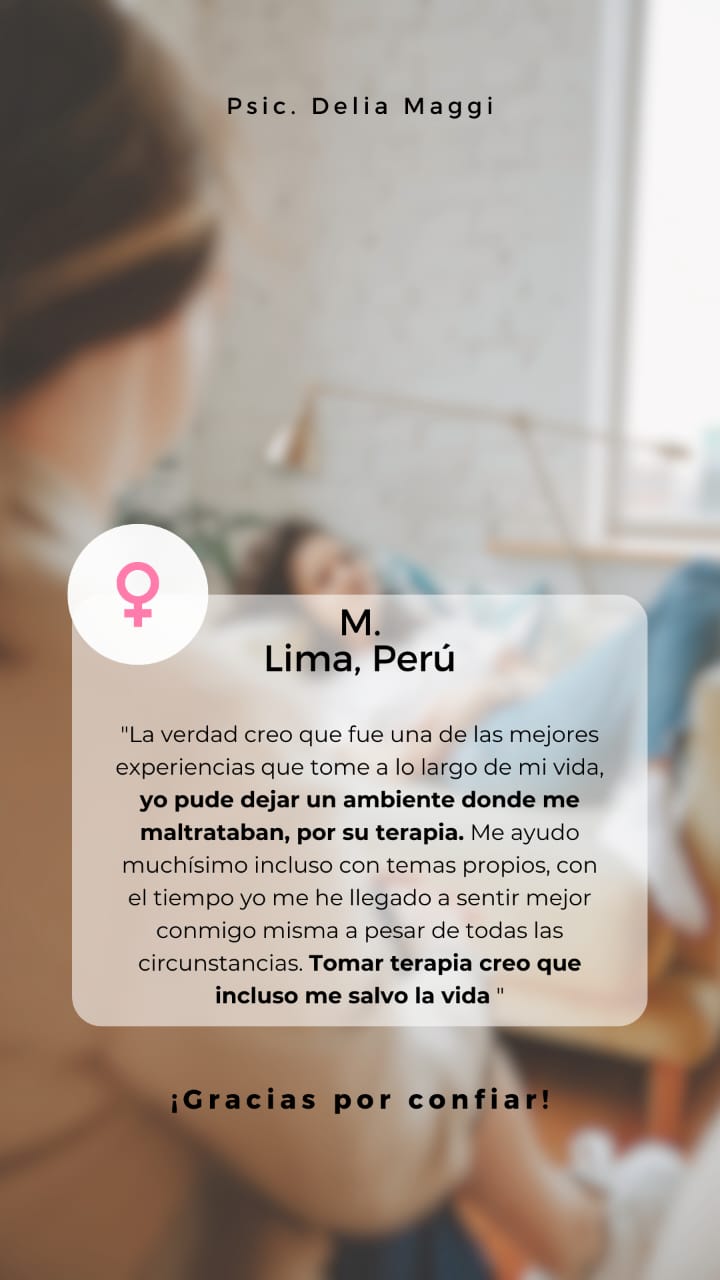 Psic. Delia Maggi
M.
Lima, Perú
"La verdad creo que fue una de las mejores
experiencias que tome a lo largo de mi vida,
yo pude dejar un ambiente donde me
maltrataban, por su terapia. Me ayudo
muchísimo incluso con temas propios, con
el tiempo yo me he llegado a sentir mejor
conmigo misma a pesar de todas las
circunstancias. Tomar terapia creo que
incluso me salvo la vida "
¡Gracias por confiar!